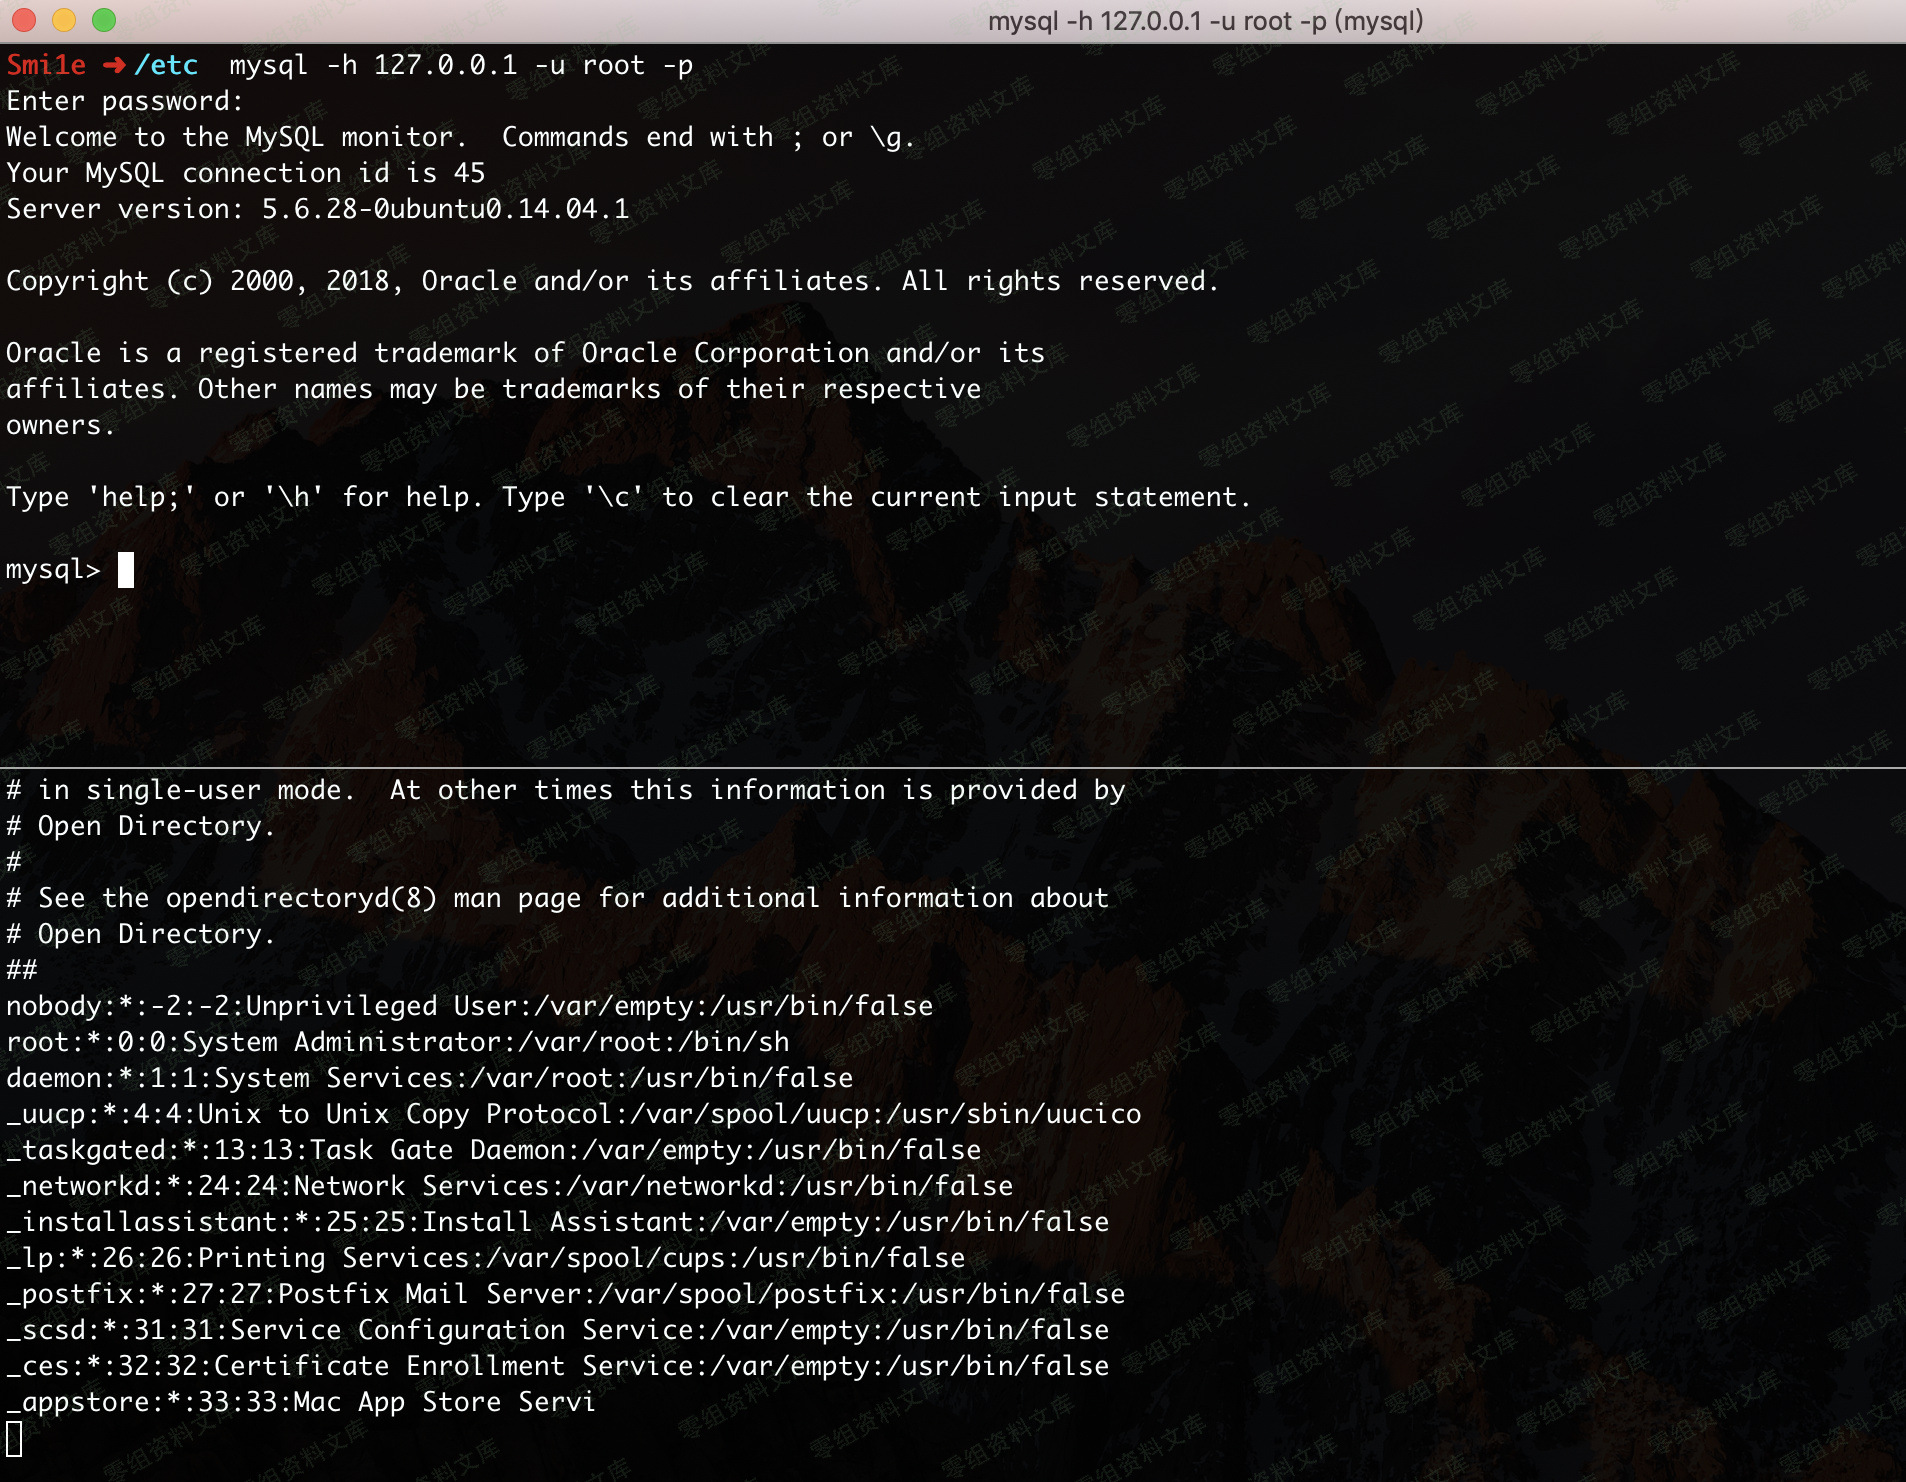 mysql -h 127.0.0.1 -u root -p (mysql)
Smi1e ➜ /etc  mysql -h 127.0.0.1 -u root -p
Enter password:
Welcome to the MySQL monitor.  Commands end with ; or \g.
Your MySQL connection id is 45
Server version: 5.6.28-0ubuntu0.14.04.1
Copyright (c) 2000, 2018, Oracle and/or its affiliates. All rights reserved.
Oracle is a registered trademark of Oracle Corporation and/or its
affiliates. Other names may be trademarks of their respective
owners.
Type 'help;' or '\h' for help. Type '\c' to clear the current input statement.
mysql>
# in single-user mode.  At other times this information is provided by
# Open Directory.
#
# See the opendirectoryd(8) man page for additional information about
# Open Directory.
##
nobody:*:-2:-2:Unprivileged User:/var/empty:/usr/bin/false
root:*:0:0:System Administrator:/var/root:/bin/sh
daemon:*:1:1:System Services:/var/root:/usr/bin/false
_uucp:*:4:4:Unix to Unix Copy Protocol:/var/spool/uucp:/usr/sbin/uucico
_taskgated:*:13:13:Task Gate Daemon:/var/empty:/usr/bin/false
_networkd:*:24:24:Network Services:/var/networkd:/usr/bin/false
_installassistant:*:25:25:Install Assistant:/var/empty:/usr/bin/false
_lp:*:26:26:Printing Services:/var/spool/cups:/usr/bin/false
_postfix:*:27:27:Postfix Mail Server:/var/spool/postfix:/usr/bin/false
_scsd:*:31:31:Service Configuration Service:/var/empty:/usr/bin/false
_ces:*:32:32:Certificate Enrollment Service:/var/empty:/usr/bin/false
_appstore:*:33:33:Mac App Store Servi
零组资料文库